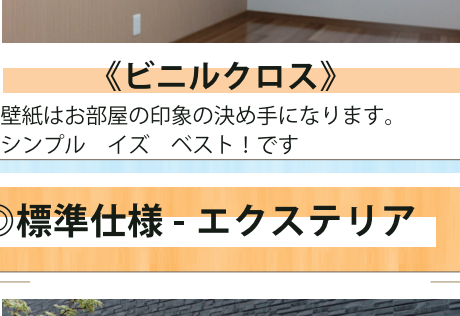 《ビニルクロス》
壁紙はお部屋の印象の決め手になります。
シンプル　イズ　ベスト！です
◎標準仕様 - エクステリア